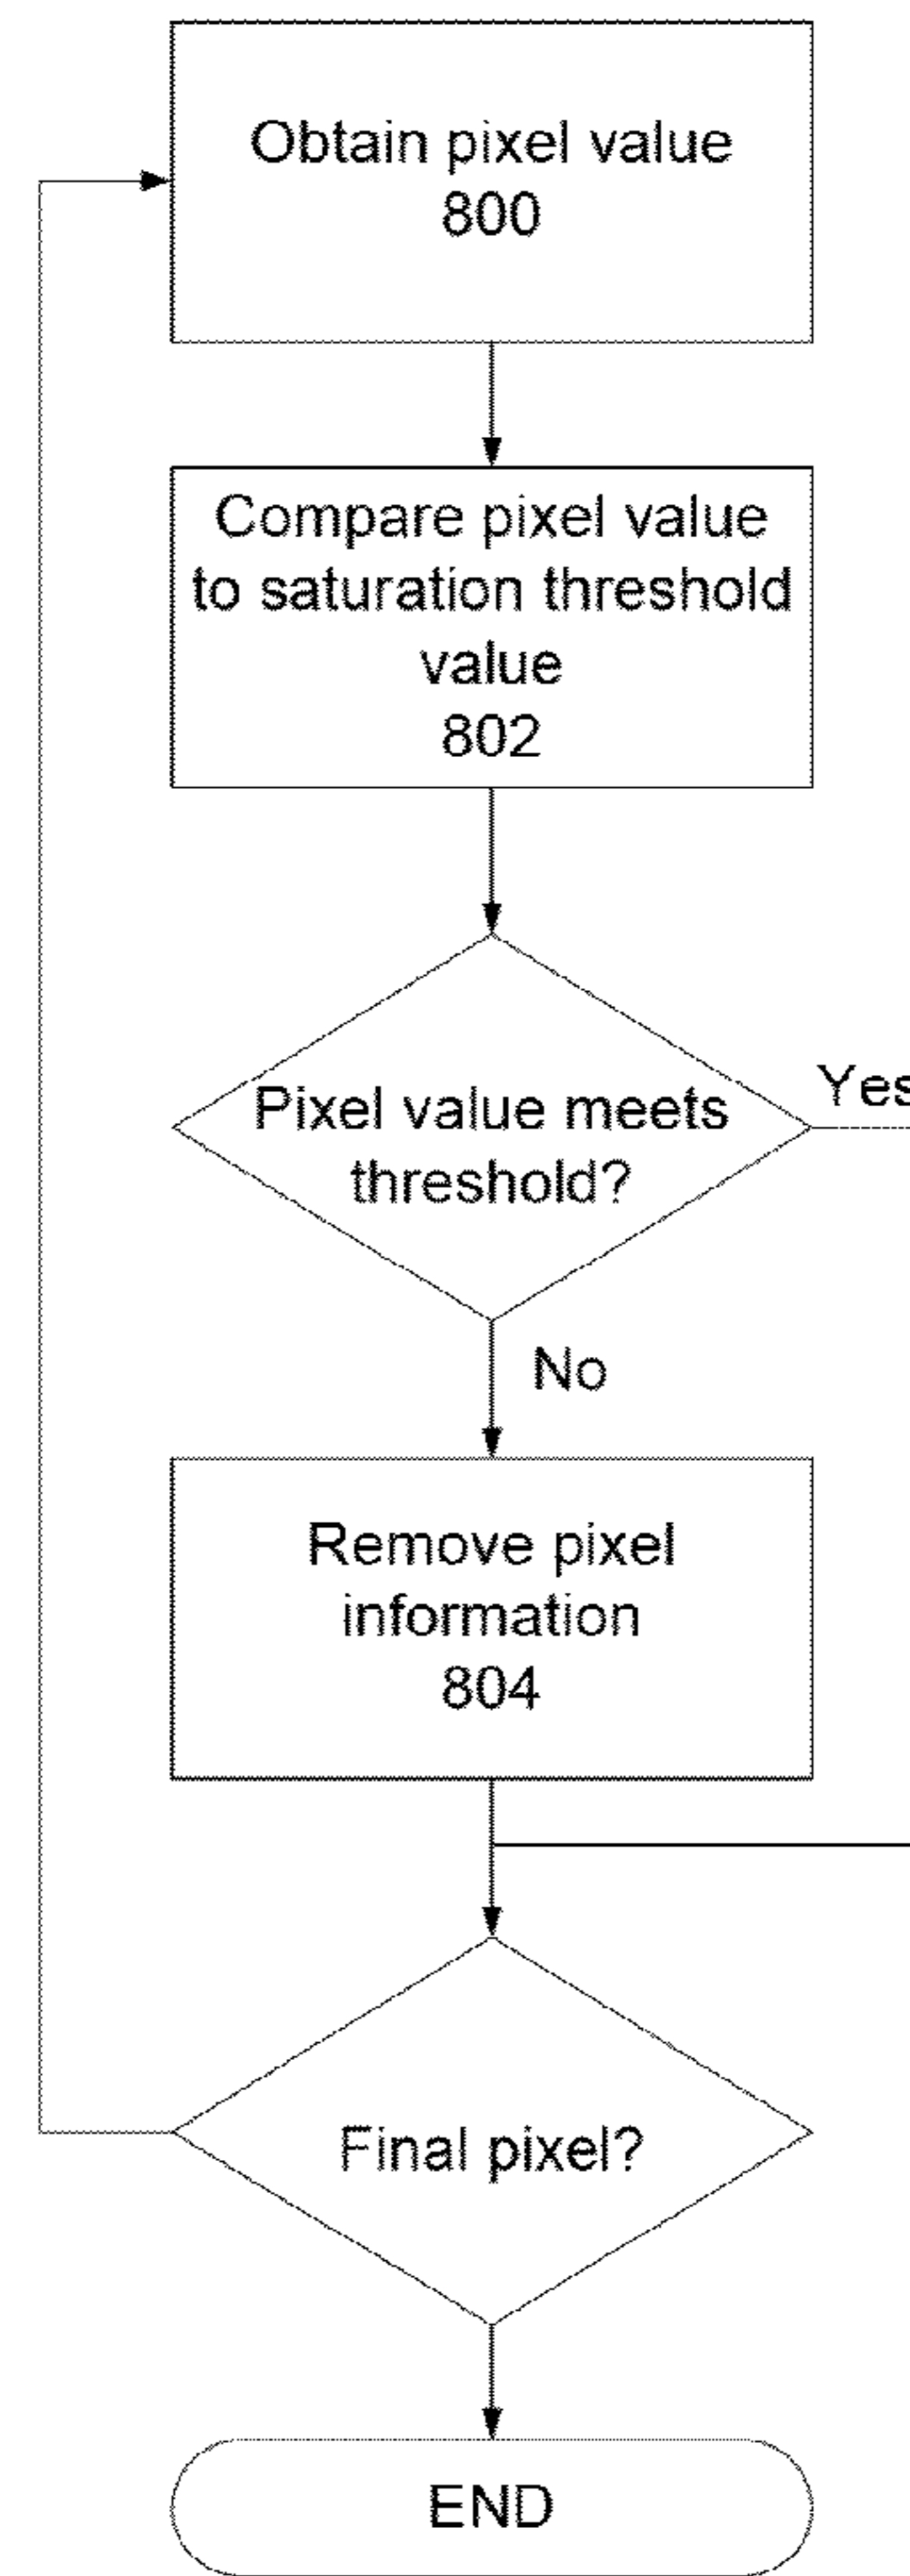 Obtain pixel value
800
Compare pixel value
to saturation threshold
value
802
Pixel value meets
threshold?
Yes
No
Remove pixel
information
804
Final pixel?
END